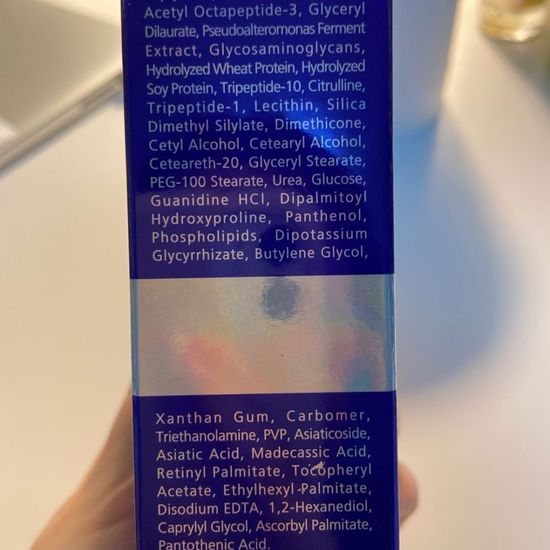 Acetyl Octapeptide-3, Glyceryl
Dilaurate, Pseudoalteromonas Ferment
Extract, Glycosaminoglycans,
Hydrolyzed Wheat Protein, Hydrolyzed
Soy Protein, Tripeptide-10, Citrulline,
Tripeptide-1, Lecithin, Silica
Dimethyl Silylate, Dimethicone,
Cetyl Alcohol, Cetearyl Alcohol,
Ceteareth-20, Glyceryl Stearate,
PEG-100 Stearate, Urea, Glucose,
Guanidine HCl, Dipalmitoyl
Hydroxyproline, Panthenol,
Phospholipids, Dipotassium
Glycyrrhizate, Butylene Glycol,
Xanthan Gum, Carbomer,
Triethanolamine, PVP, Asiaticoside,
Asiatic Acid, Madecassic Acid,
Retinyl Palmitate, Tocopheryl
Acetate, Ethylhexyl Palmitate,
Disodium EDTA, 1,2-Hexanediol,
Caprylyl Glycol, Ascorbyl Palmitate,
Pantothenic Acid.